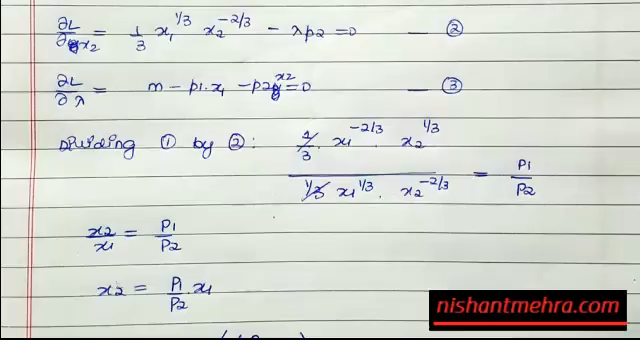 ∂L/∂x2 = 1/3 x1^1/3 x2^-2/3 - λp2 = 0 — ②
∂L/∂λ = m - p1.x1 - p2x2 = 0 — ③
Dividing ① by ② : 1/3 . x1^-2/3 . x2^1/3 / 1/3 x1^1/3 . x2^-2/3 = P1/P2
x2/x1 = P1/P2
x2 = P1/P2 . x1
nishantmehra.com